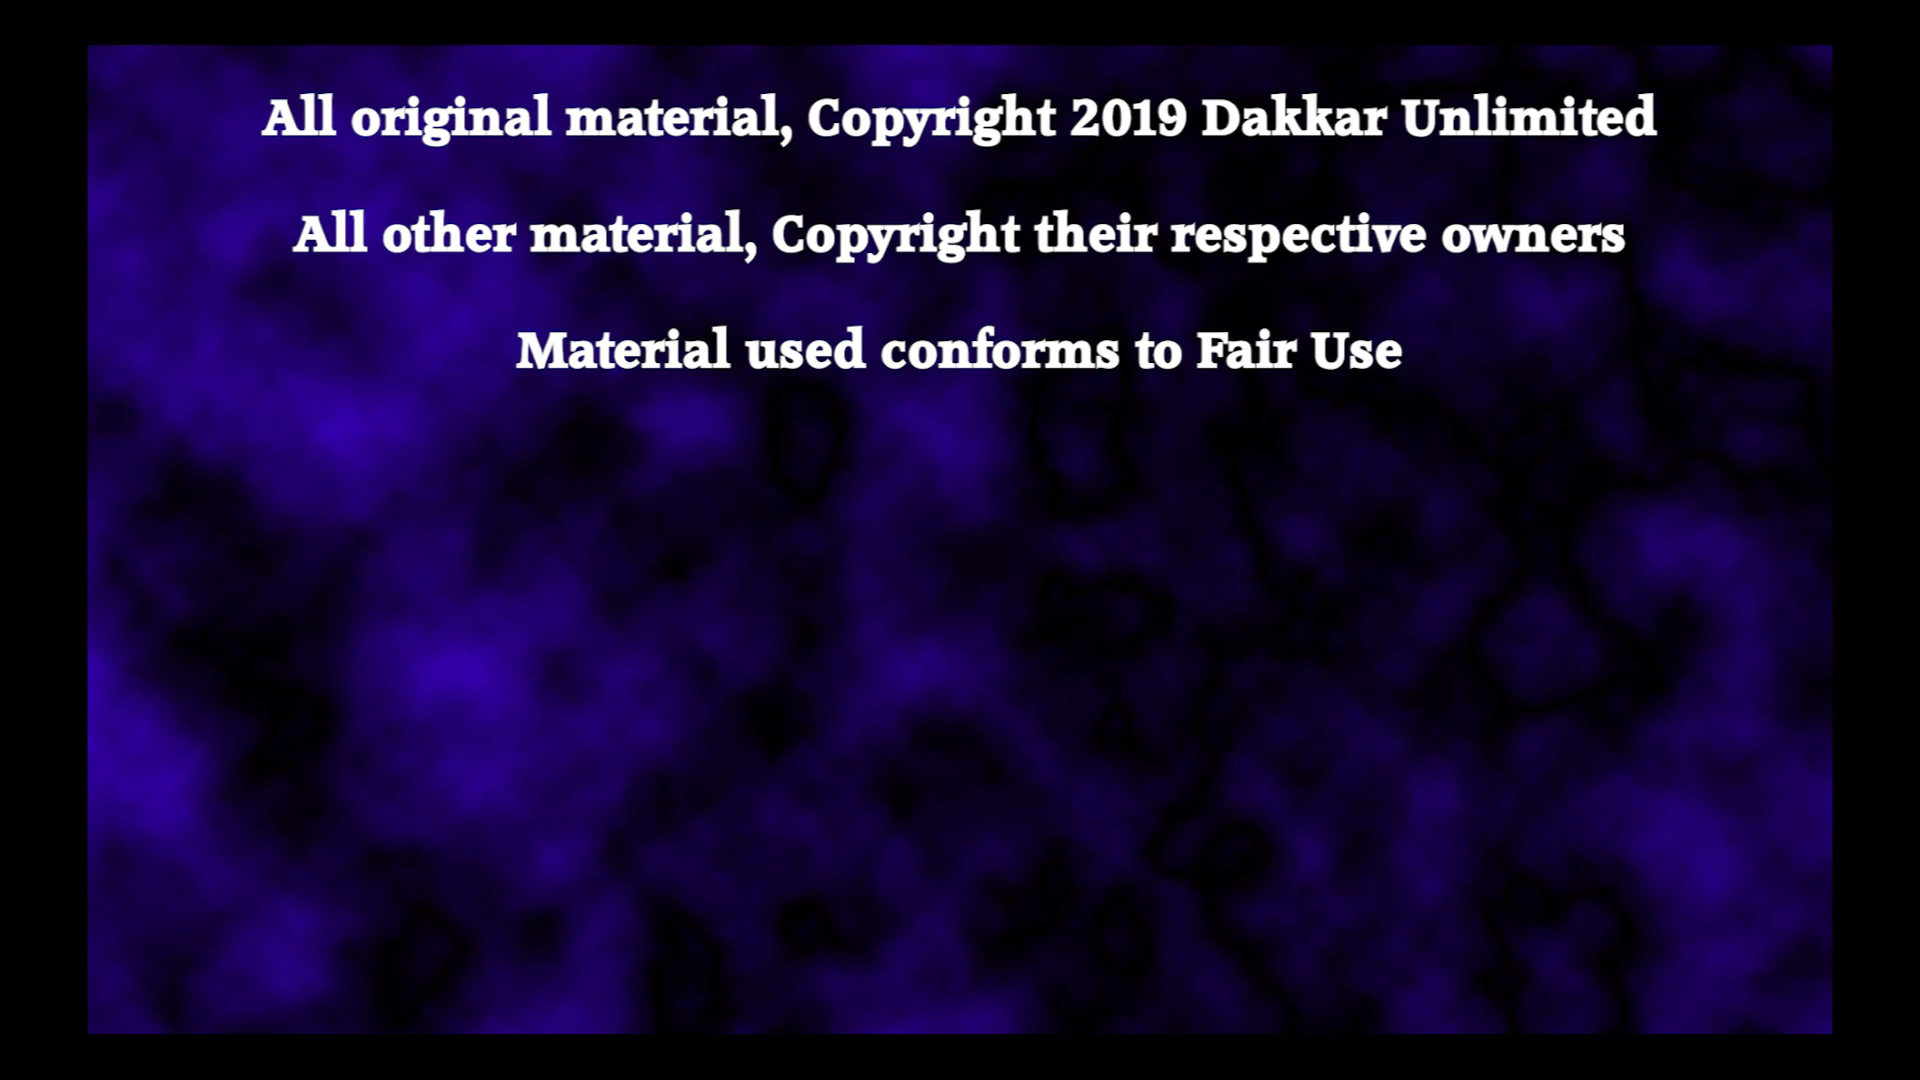 All original material, Copyright 2019 Dakkar Unlimited
All other material, Copyright their respective owners
Material used conforms to Fair Use